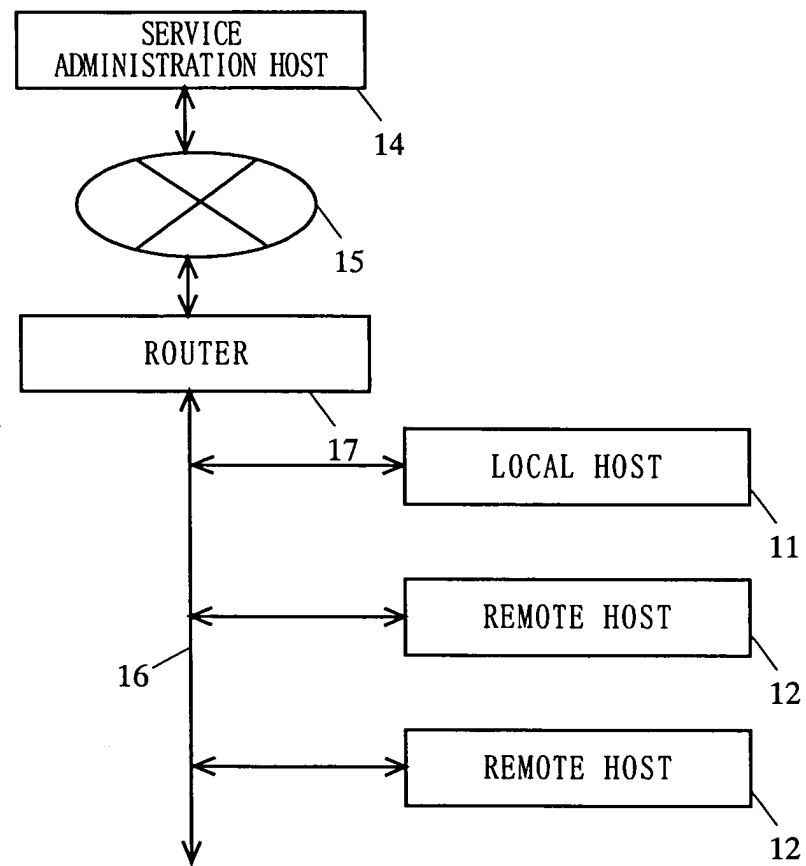 SERVICE
ADMINISTRATION HOST
14
15
ROUTER
17
LOCAL HOST
11
REMOTE HOST
16
12
REMOTE HOST
12